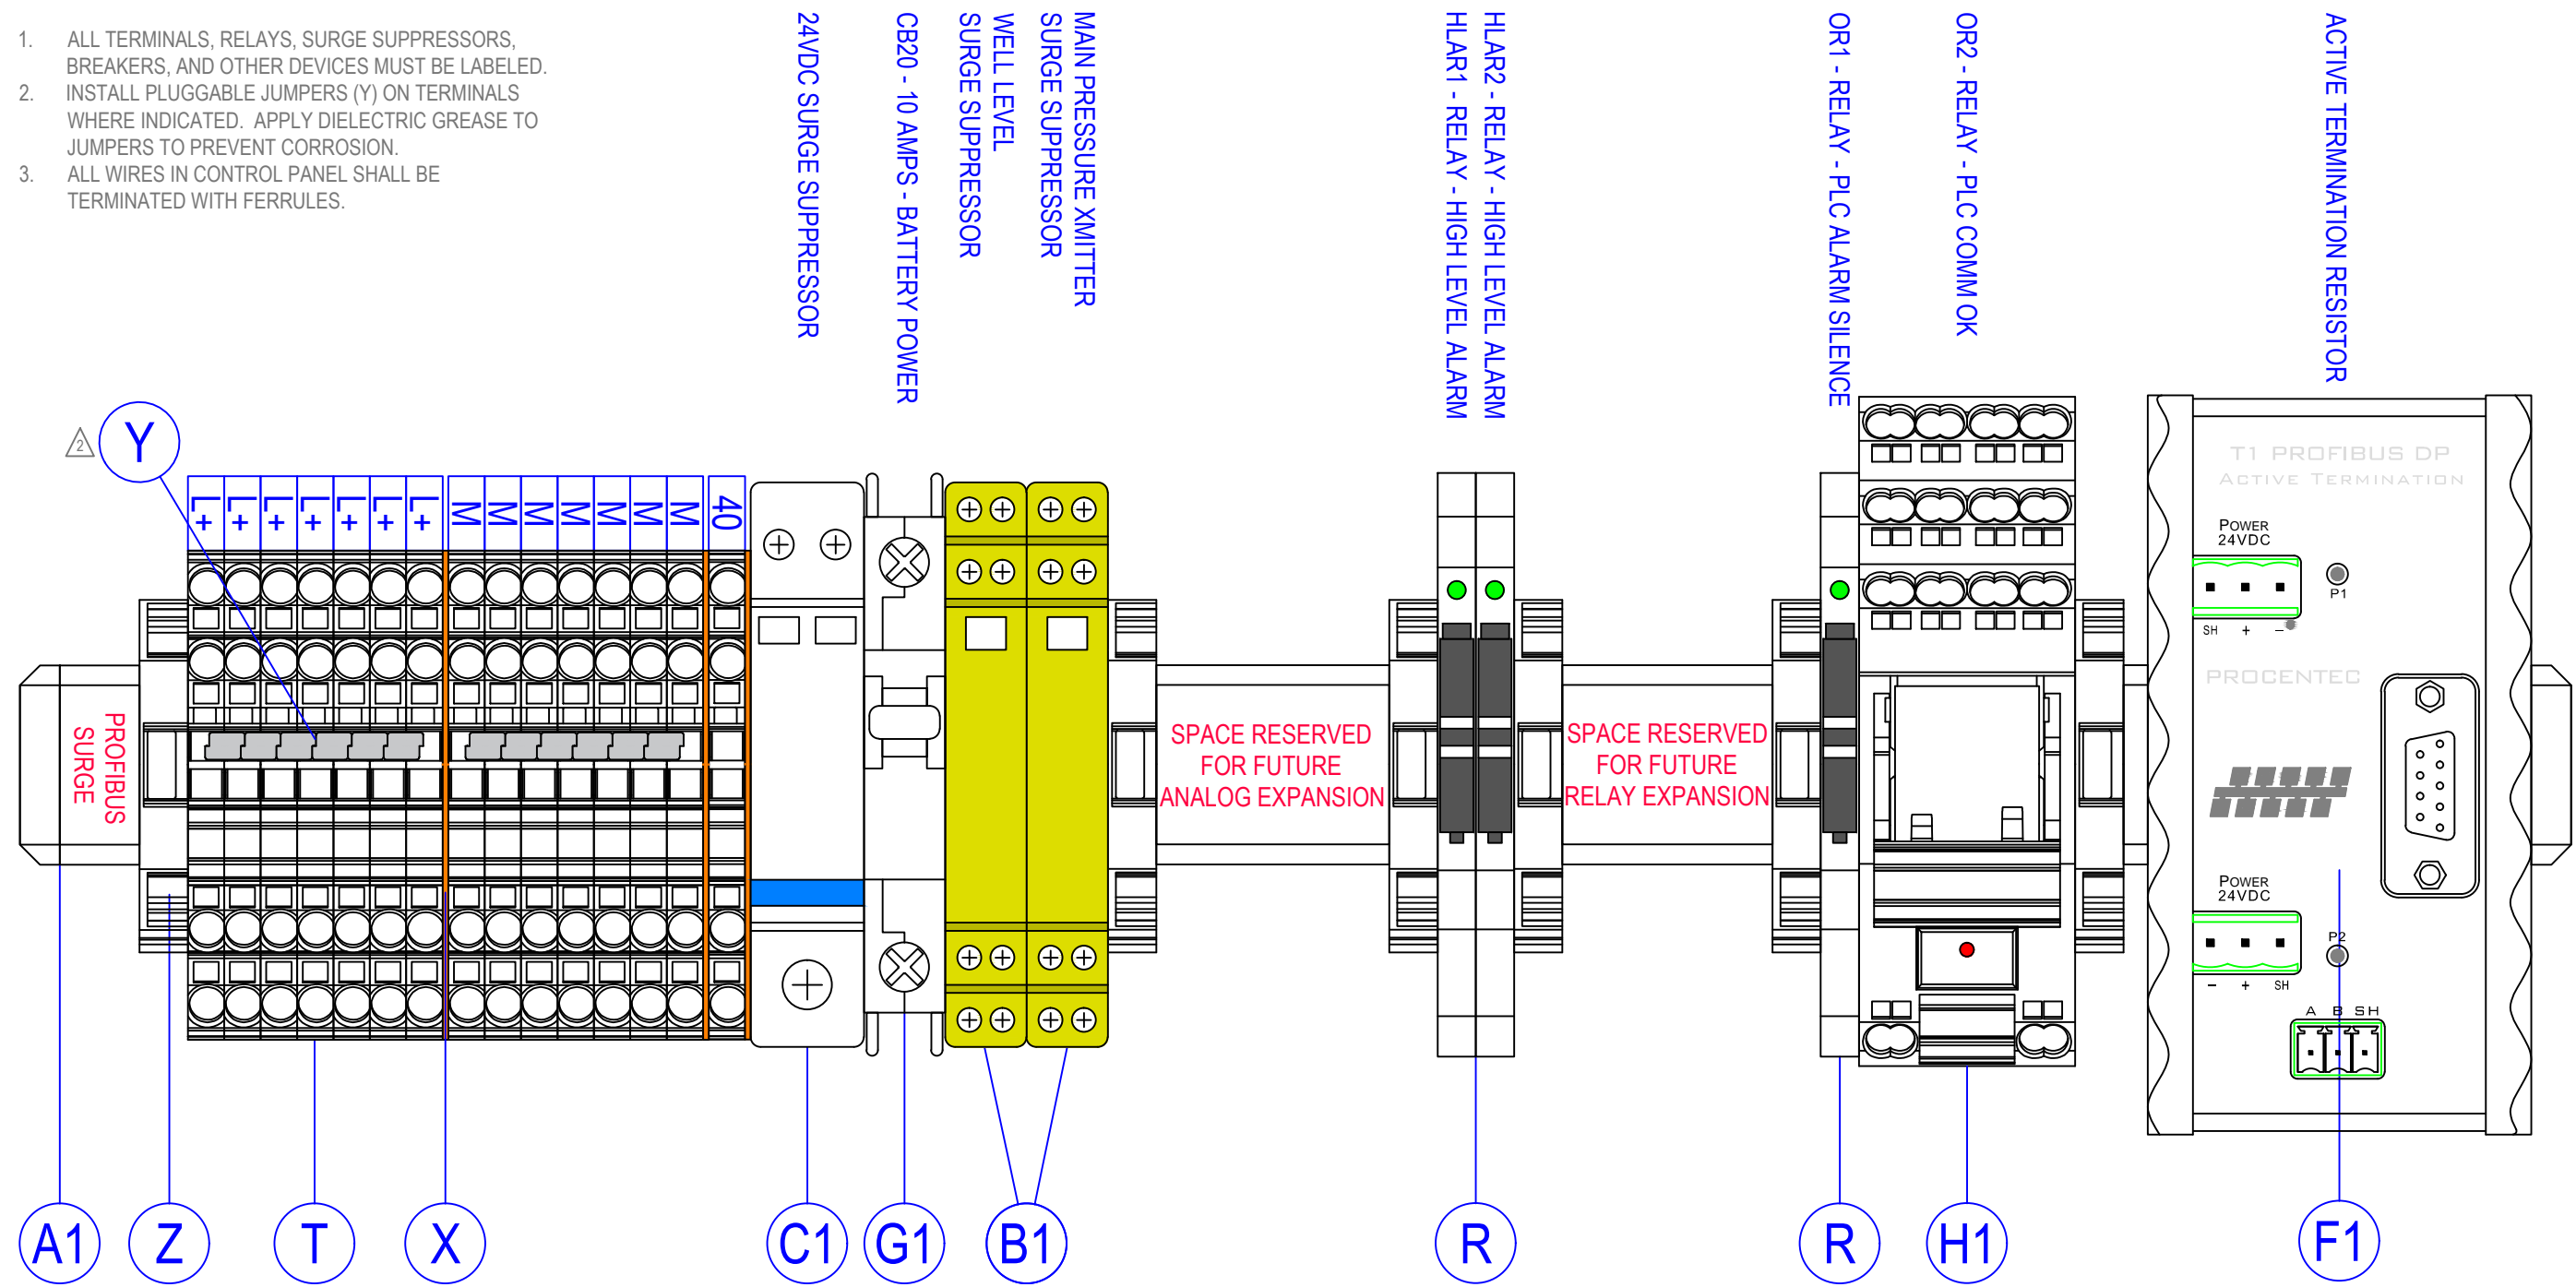 1. ALL TERMINALS, RELAYS, SURGE SUPPRESSORS,
BREAKERS, AND OTHER DEVICES MUST BE LABELED.
2. INSTALL PLUGGABLE JUMPERS (Y) ON TERMINALS
WHERE INDICATED. APPLY DIELECTRIC GREASE TO
JUMPERS TO PREVENT CORROSION.
3. ALL WIRES IN CONTROL PANEL SHALL BE
TERMINATED WITH FERRULES.
24VDC SURGE SUPPRESSOR
CB20 - 10 AMPS - BATTERY POWER
WELL LEVEL
SURGE SUPPRESSOR
MAIN PRESSURE XMITTER
SURGE SUPPRESSOR
HLAR1 - RELAY - HIGH LEVEL ALARM
HLAR2 - RELAY - HIGH LEVEL ALARM
OR1 - RELAY - PLC ALARM SILENCE
OR2 - RELAY - PLC COMM OK
ACTIVE TERMINATION RESISTOR
2
Y
L+
L+
L+
L+
L+
L+
L+
M
M
M
M
M
M
M
40
PROFIBUS
SURGE
SPACE RESERVED
FOR FUTURE
ANALOG EXPANSION
SPACE RESERVED
FOR FUTURE
RELAY EXPANSION
T1 PROFIBUS DP
ACTIVE TERMINATION
POWER
24VDC
P1
SH + −
PROCENTEC
POWER
24VDC
P2
− + SH
A B SH
A1
Z
T
X
C1
G1
B1
R
R
H1
F1